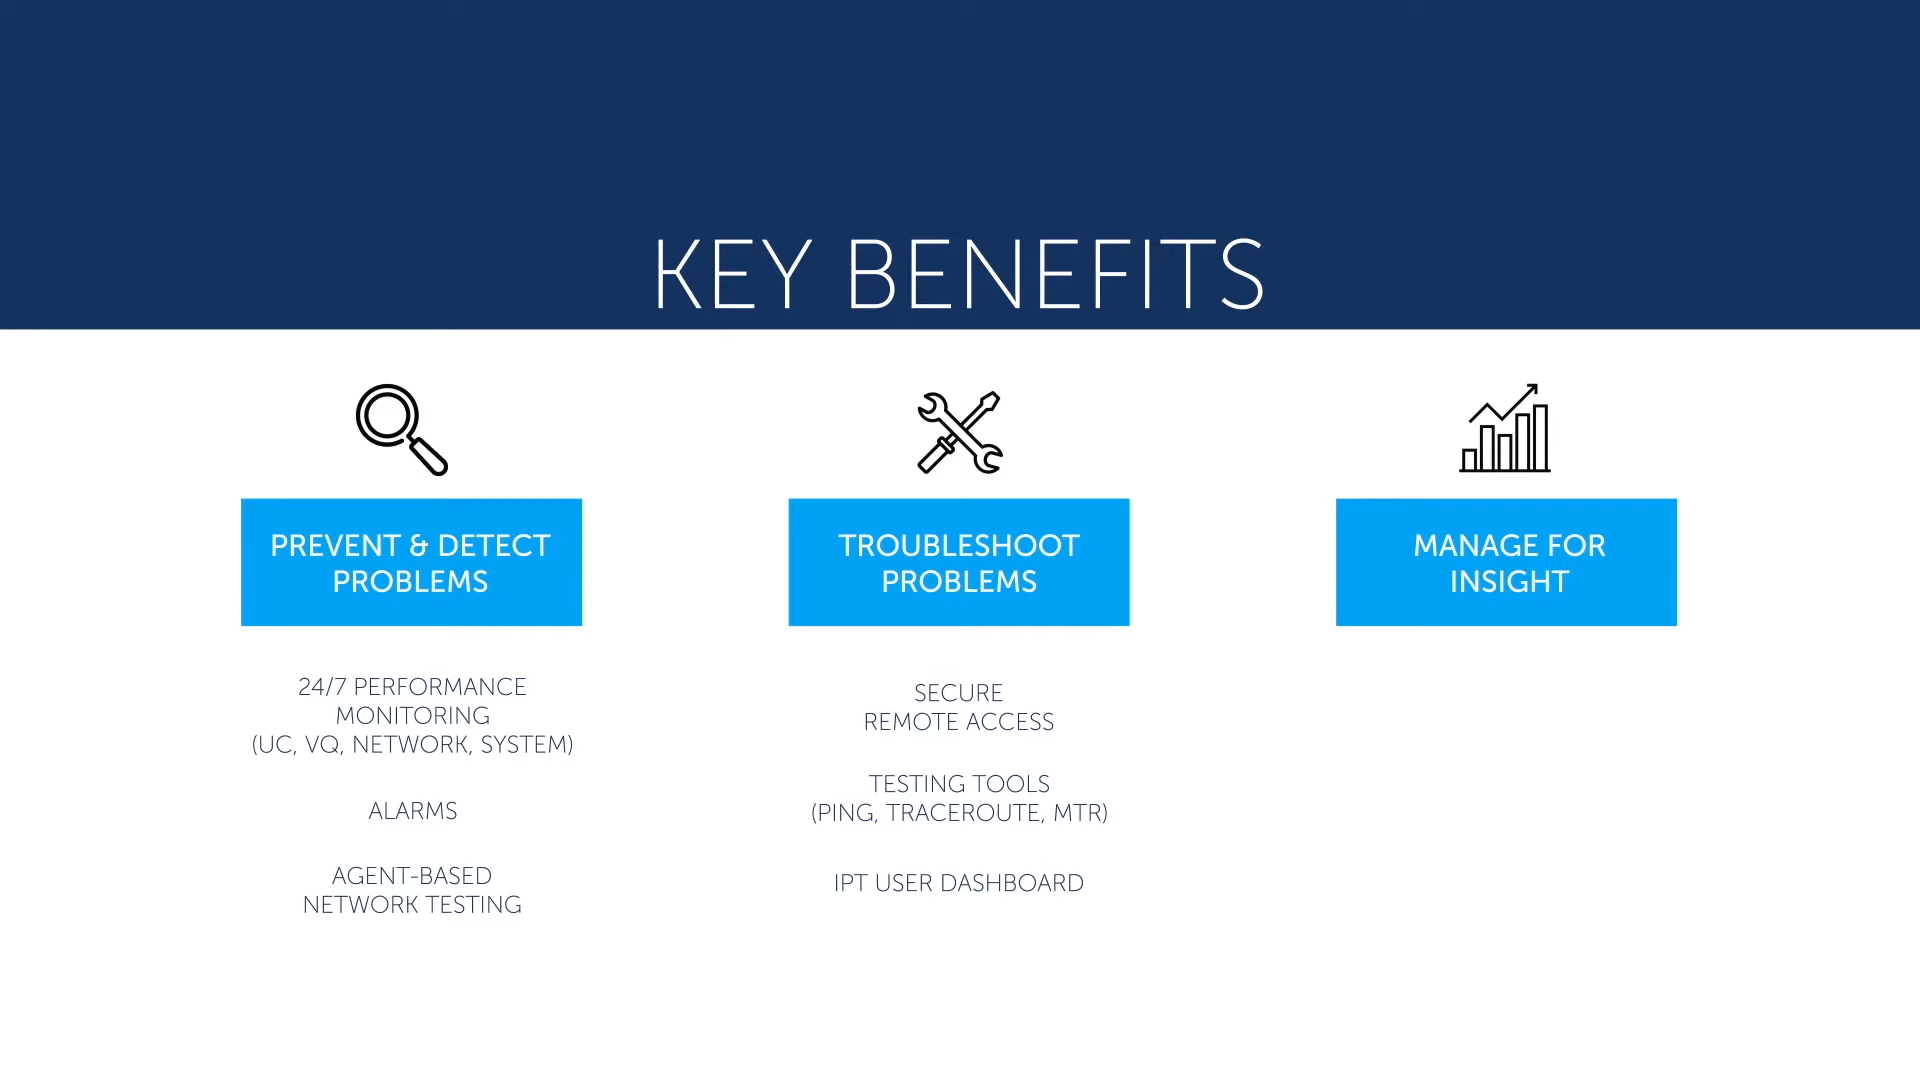 KEY BENEFITS
PREVENT & DETECT
PROBLEMS
24/7 PERFORMANCE
MONITORING
(UC, VQ, NETWORK, SYSTEM)
ALARMS
AGENT-BASED
NETWORK TESTING
TROUBLESHOOT
PROBLEMS
SECURE
REMOTE ACCESS
TESTING TOOLS
(PING, TRACEROUTE, MTR)
IPT USER DASHBOARD
MANAGE FOR
INSIGHT